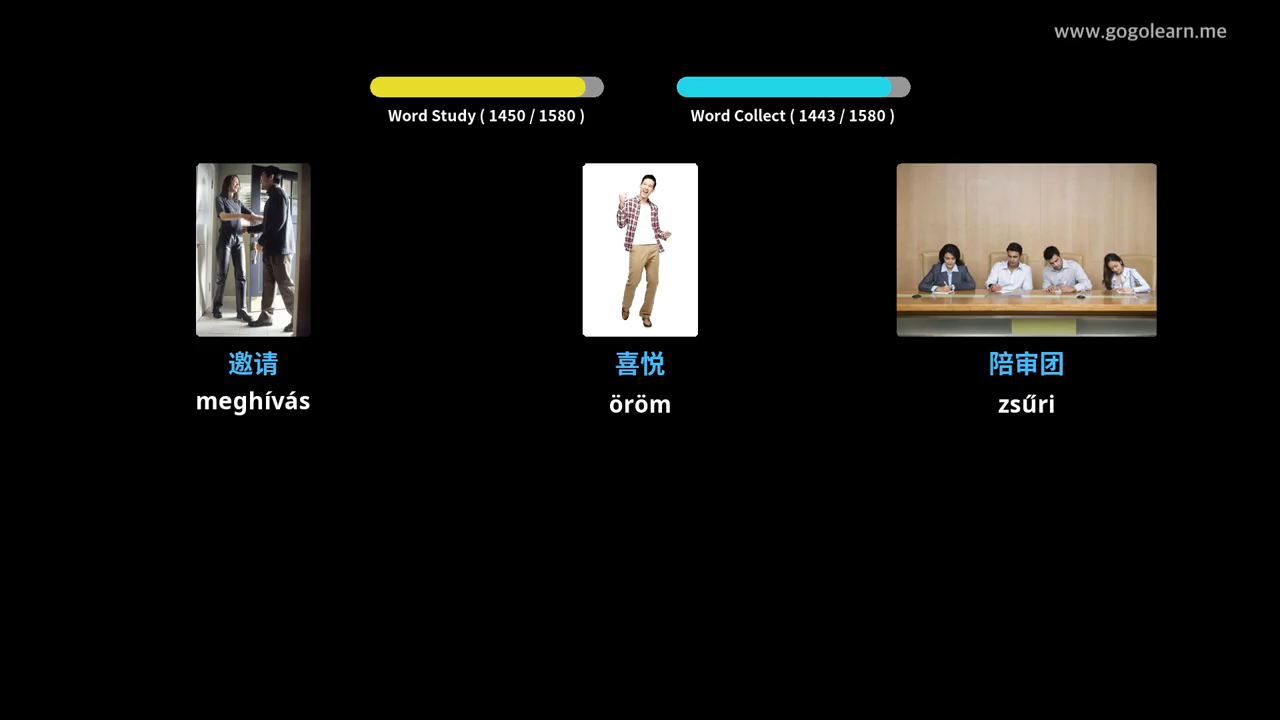 www.gogolearn.me
Word Study ( 1450 / 1580 )
Word Collect ( 1443 / 1580 )
邀请
喜悦
陪审团
meghívás
öröm
zsűri